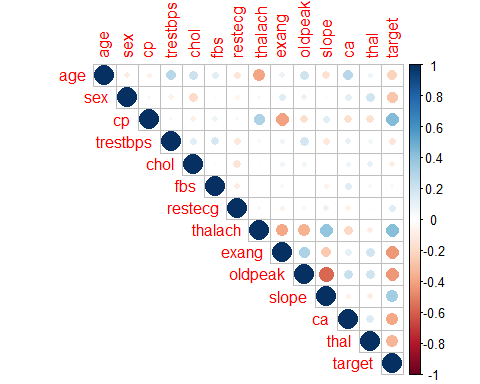 age
sex
cp
trestbps
chol
fbs
restecg
thalach
exang
oldpeak
slope
ca
thal
target
age
sex
cp
trestbps
chol
fbs
restecg
thalach
exang
oldpeak
slope
ca
thal
target
1
0.8
0.6
0.4
0.2
0
-0.2
-0.4
-0.6
-0.8
-1